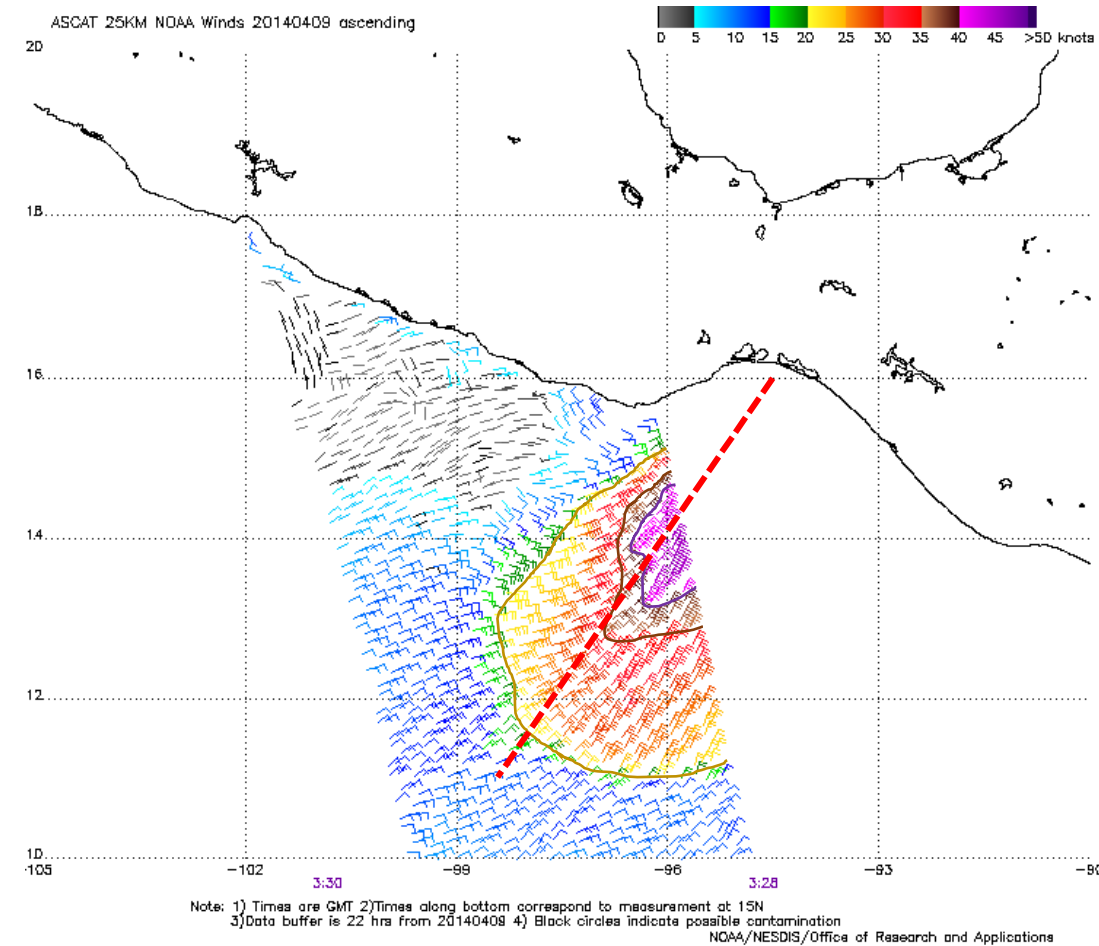 ASCAT 25KM NOAA Winds 20140409 ascending
0 5 10 15 20 25 30 35 40 45 >50 knots
20
18
16
14
12
10
-105 -102 -99 -96 -93 -90
3:30 3:28
Note: 1) Times are GMT 2)Times along bottom correspond to measurement at 15N
3)Data buffer is 22 hrs from 20140409 4) Black circles indicate possible contamination
NOAA/NESDIS/Office of Research and Applications